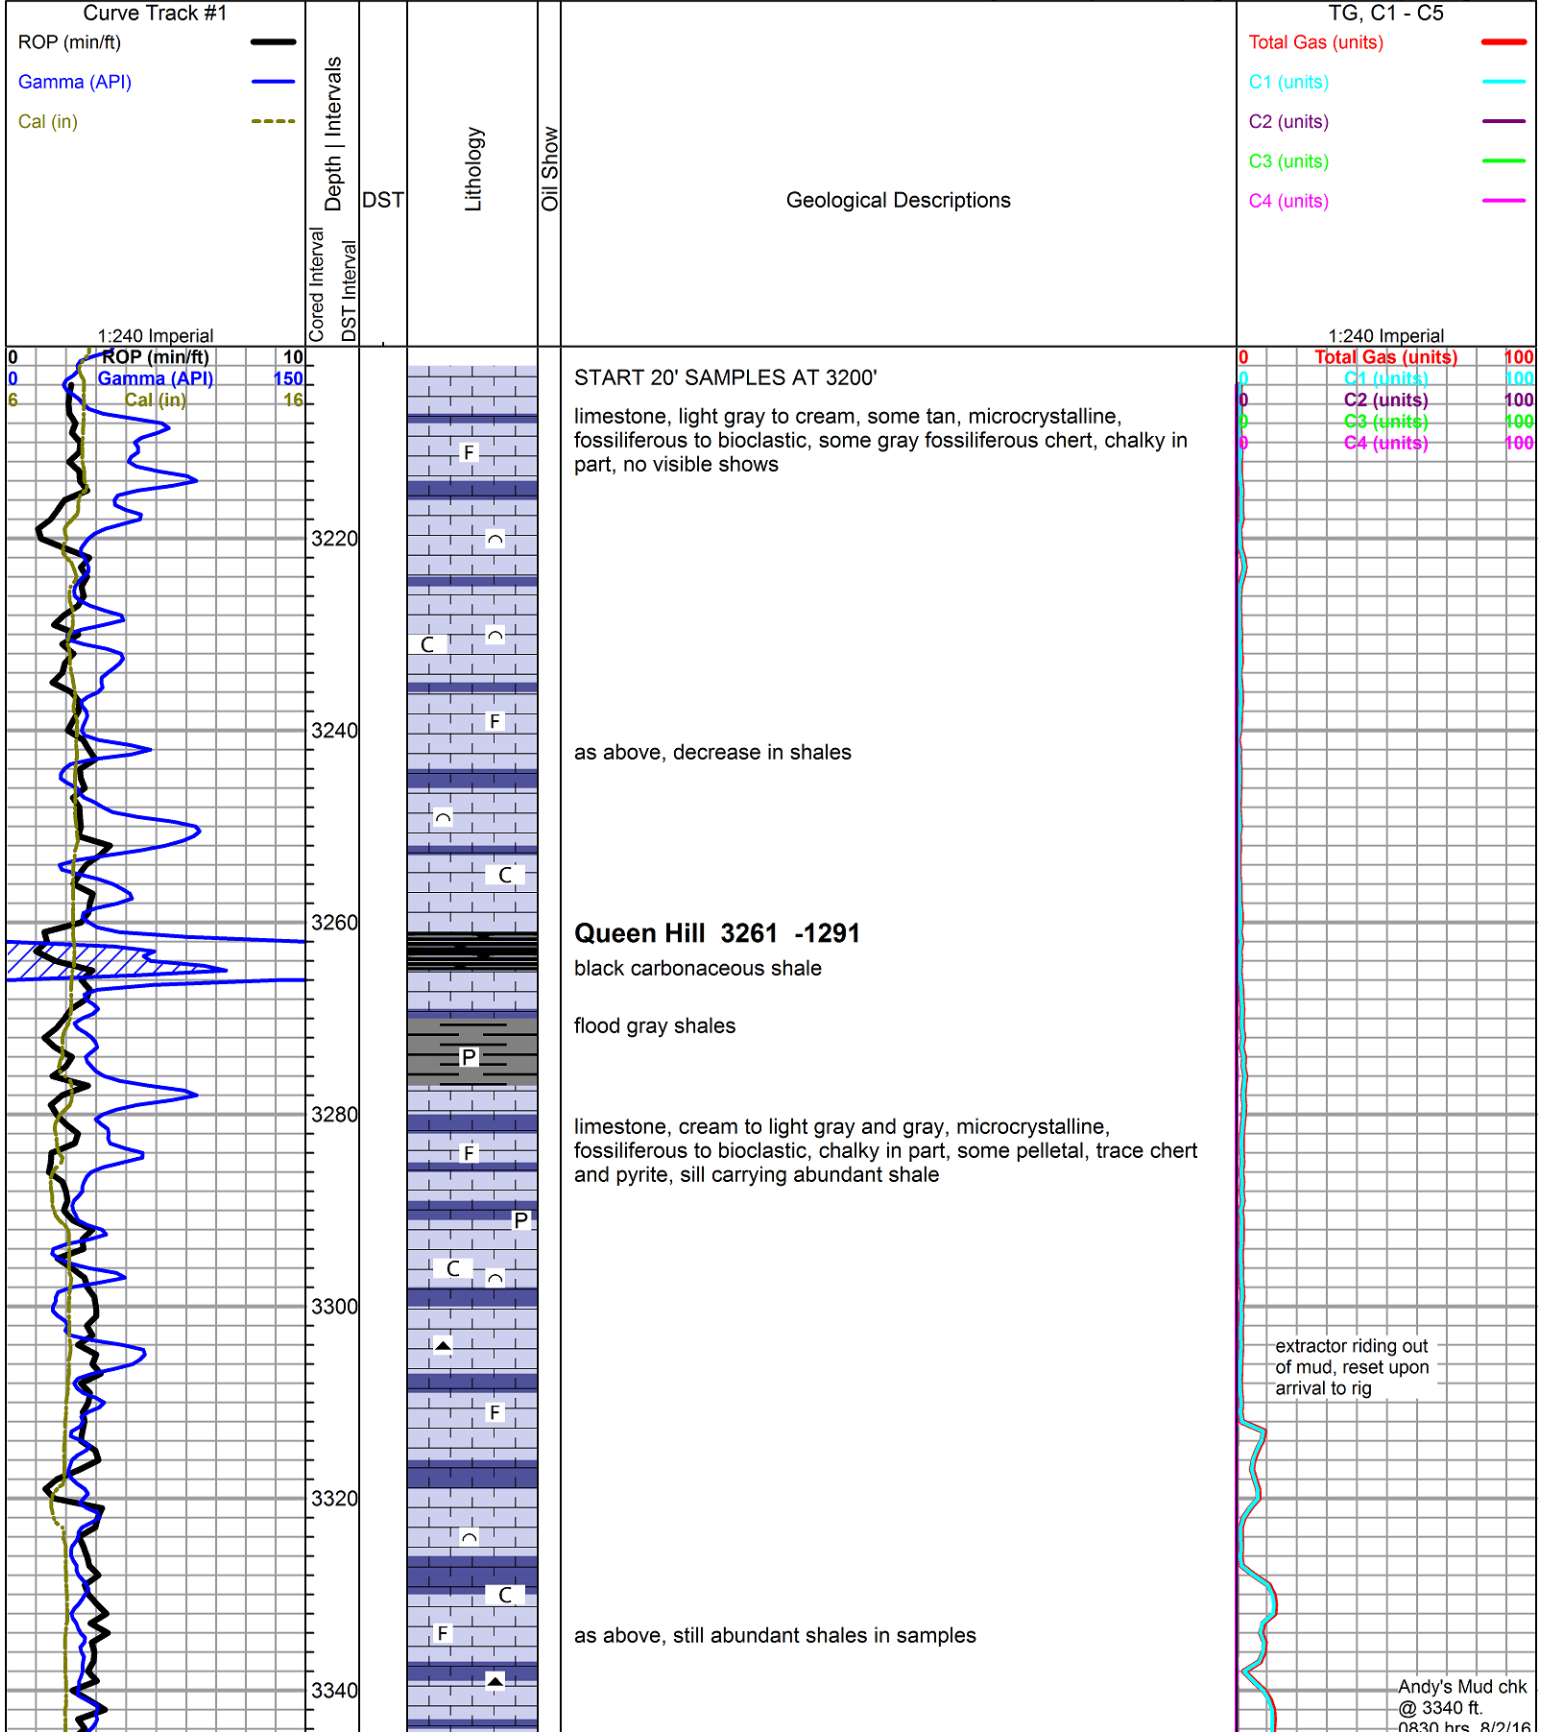 Curve Track #1
ROP (min/ft)
Gamma (API)
Cal (in)
1:240 Imperial
Depth | Intervals
Cored Interval
DST Interval
DST
Lithology
Oil Show
Geological Descriptions
TG, C1 - C5
Total Gas (units)
C1 (units)
C2 (units)
C3 (units)
C4 (units)
1:240 Imperial
0 ROP (min/ft) 10
0 Gamma (API) 150
6 Cal (in) 16
0 Total Gas (units) 100
0 C1 (units) 100
0 C2 (units) 100
0 C3 (units) 100
0 C4 (units) 100
START 20' SAMPLES AT 3200'
limestone, light gray to cream, some tan, microcrystalline,
fossiliferous to bioclastic, some gray fossiliferous chert, chalky in
part, no visible shows
F
3220
C
F
3240
as above, decrease in shales
C
3260
Queen Hill 3261 -1291
black carbonaceous shale
flood gray shales
P
3280
limestone, cream to light gray and gray, microcrystalline,
fossiliferous to bioclastic, chalky in part, some pelletal, trace chert
and pyrite, sill carrying abundant shale
F
P
C
3300
extractor riding out
of mud, reset upon
arrival to rig
F
3320
C
F
as above, still abundant shales in samples
3340
Andy's Mud chk
@ 3340 ft.
0830 hrs, 8/2/16